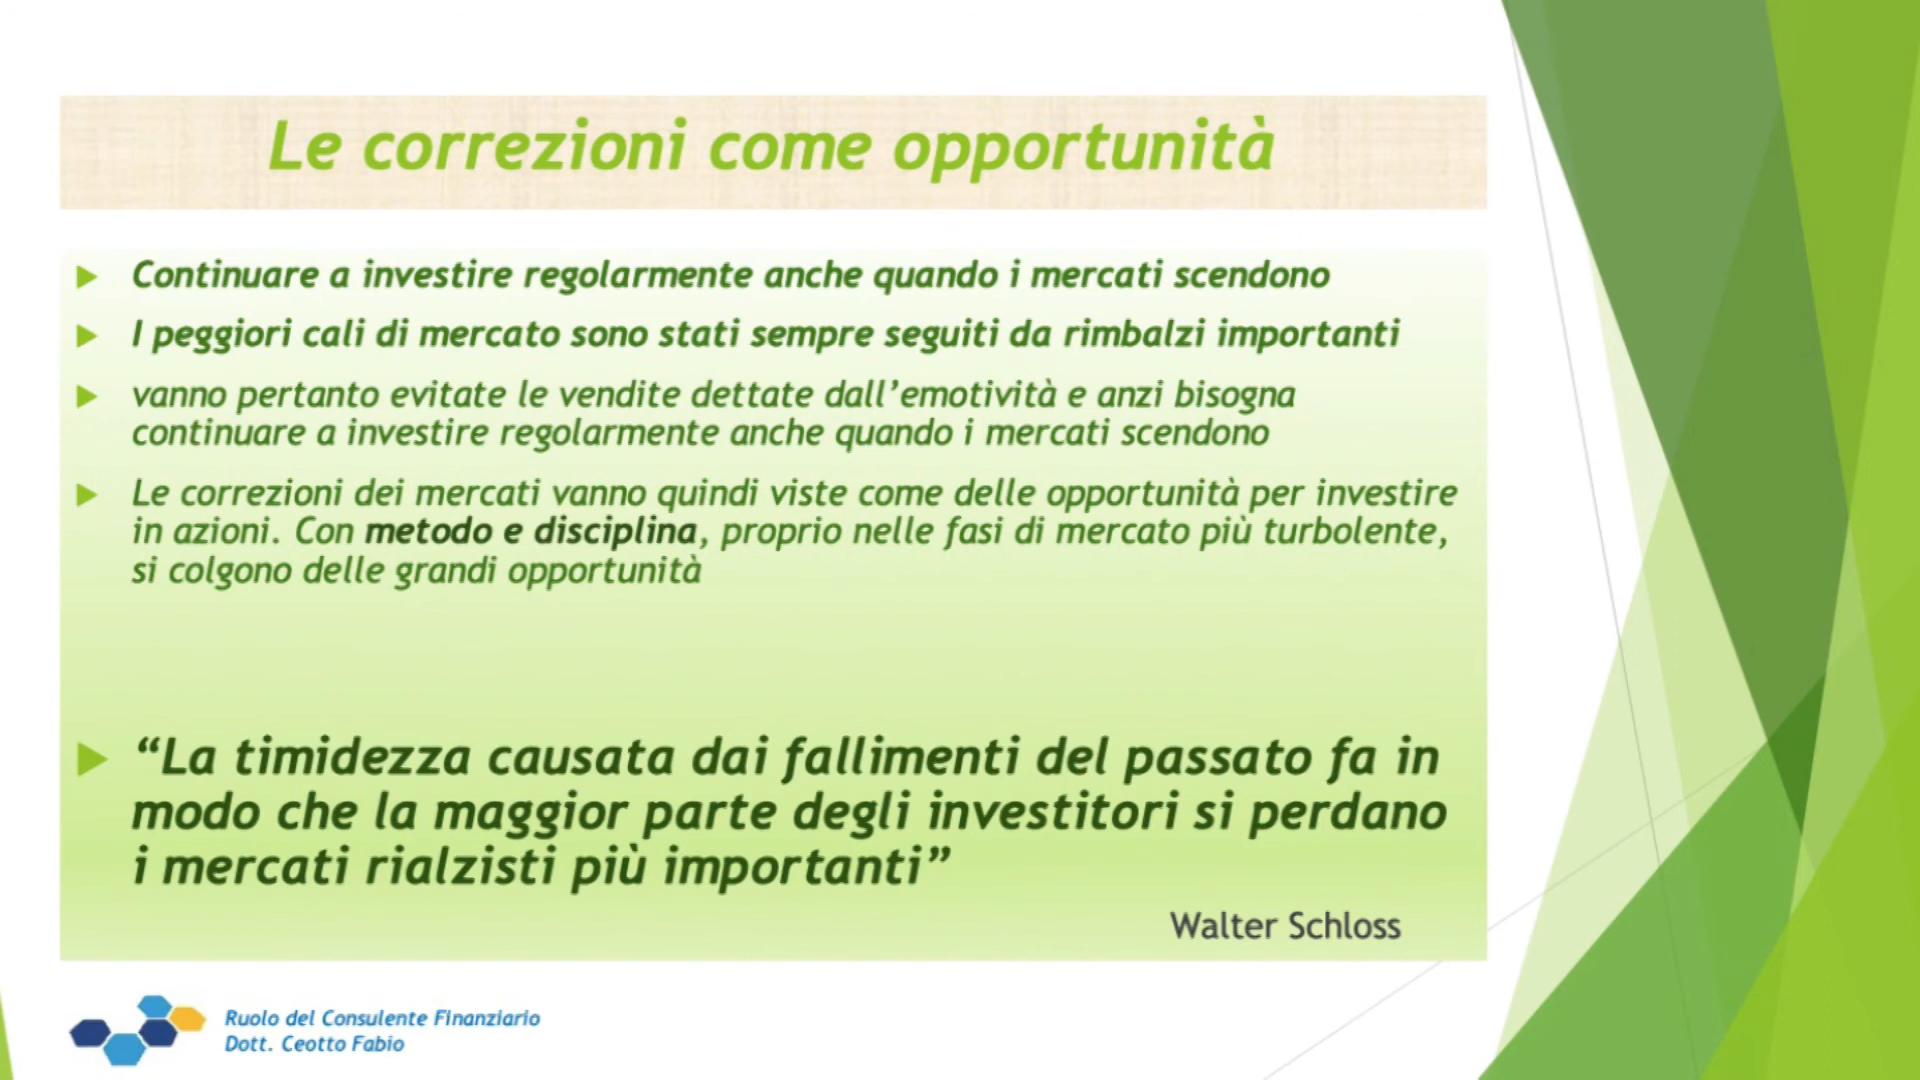 Le correzioni come opportunità
Continuare a investire regolarmente anche quando i mercati scendono
I peggiori cali di mercato sono stati sempre seguiti da rimbalzi importanti
vanno pertanto evitate le vendite dettate dall’emotività e anzi bisogna
continuare a investire regolarmente anche quando i mercati scendono
Le correzioni dei mercati vanno quindi viste come delle opportunità per investire
in azioni. Con metodo e disciplina, proprio nelle fasi di mercato più turbolente,
si colgono delle grandi opportunità
“La timidezza causata dai fallimenti del passato fa in
modo che la maggior parte degli investitori si perdano
i mercati rialzisti più importanti”
Walter Schloss
Ruolo del Consulente Finanziario
Dott. Ceotto Fabio